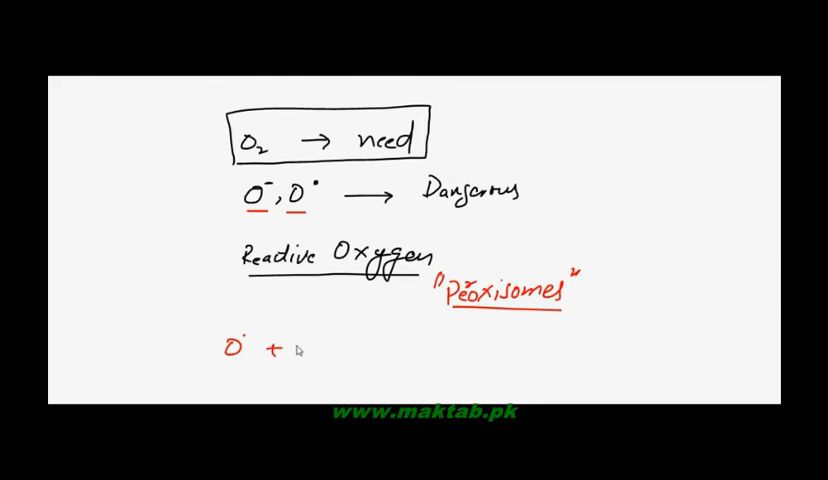 O₂ → need
O⁻, O• → Dangerous
Reactive Oxygen
"Peroxisomes"
O• +
www.maktab.pk